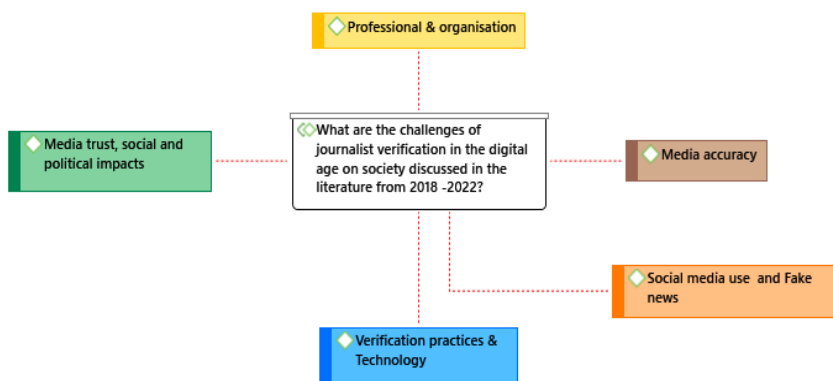 Professional & organisation
Media trust, social and
political impacts
What are the challenges of
journalist verification in the digital
age on society discussed in the
literature from 2018 -2022?
Media accuracy
Social media use and Fake
news
Verification practices &
Technology